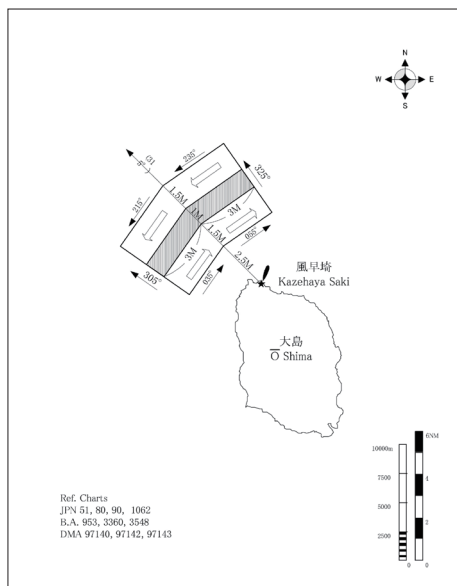 N
W E
S
235°
(315°)
325°
215°
1.5M
1M
3M
1.5M
055°
3M
2.5M
305°
035°
風早埼
Kazehaya Saki
大島
O Shima
6NM
10000m
7500
4
5000
2
2500
0 0
Ref. Charts
JPN 51, 80, 90, 1062
B.A. 953, 3360, 3548
DMA 97140, 97142, 97143